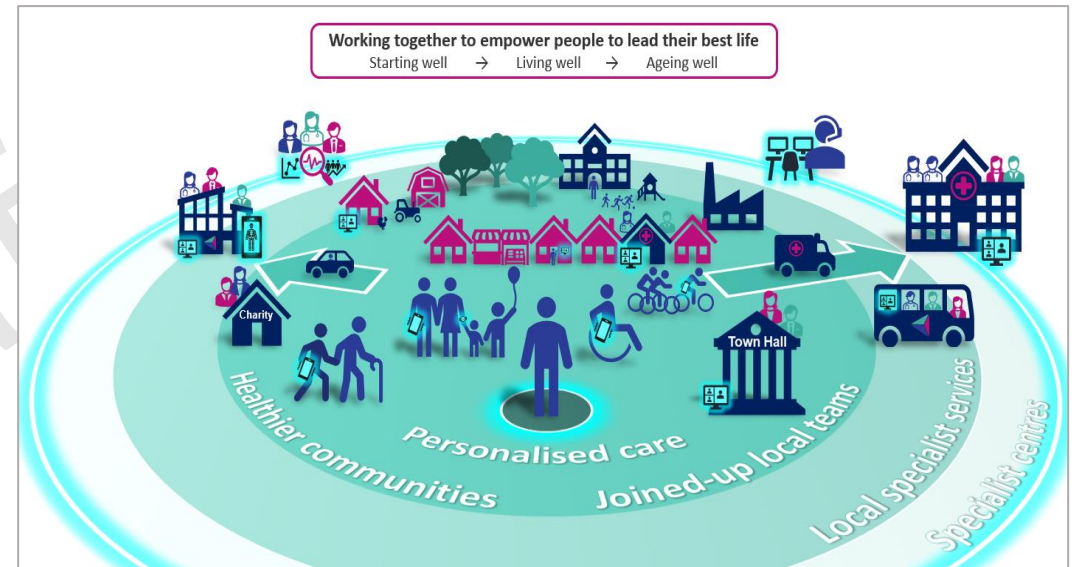 Working together to empower people to lead their best life
Starting well → Living well → Ageing well
Charity
Town Hall
Healthier communities
Personalised care
Joined-up local teams
Local specialist services
Specialist centres